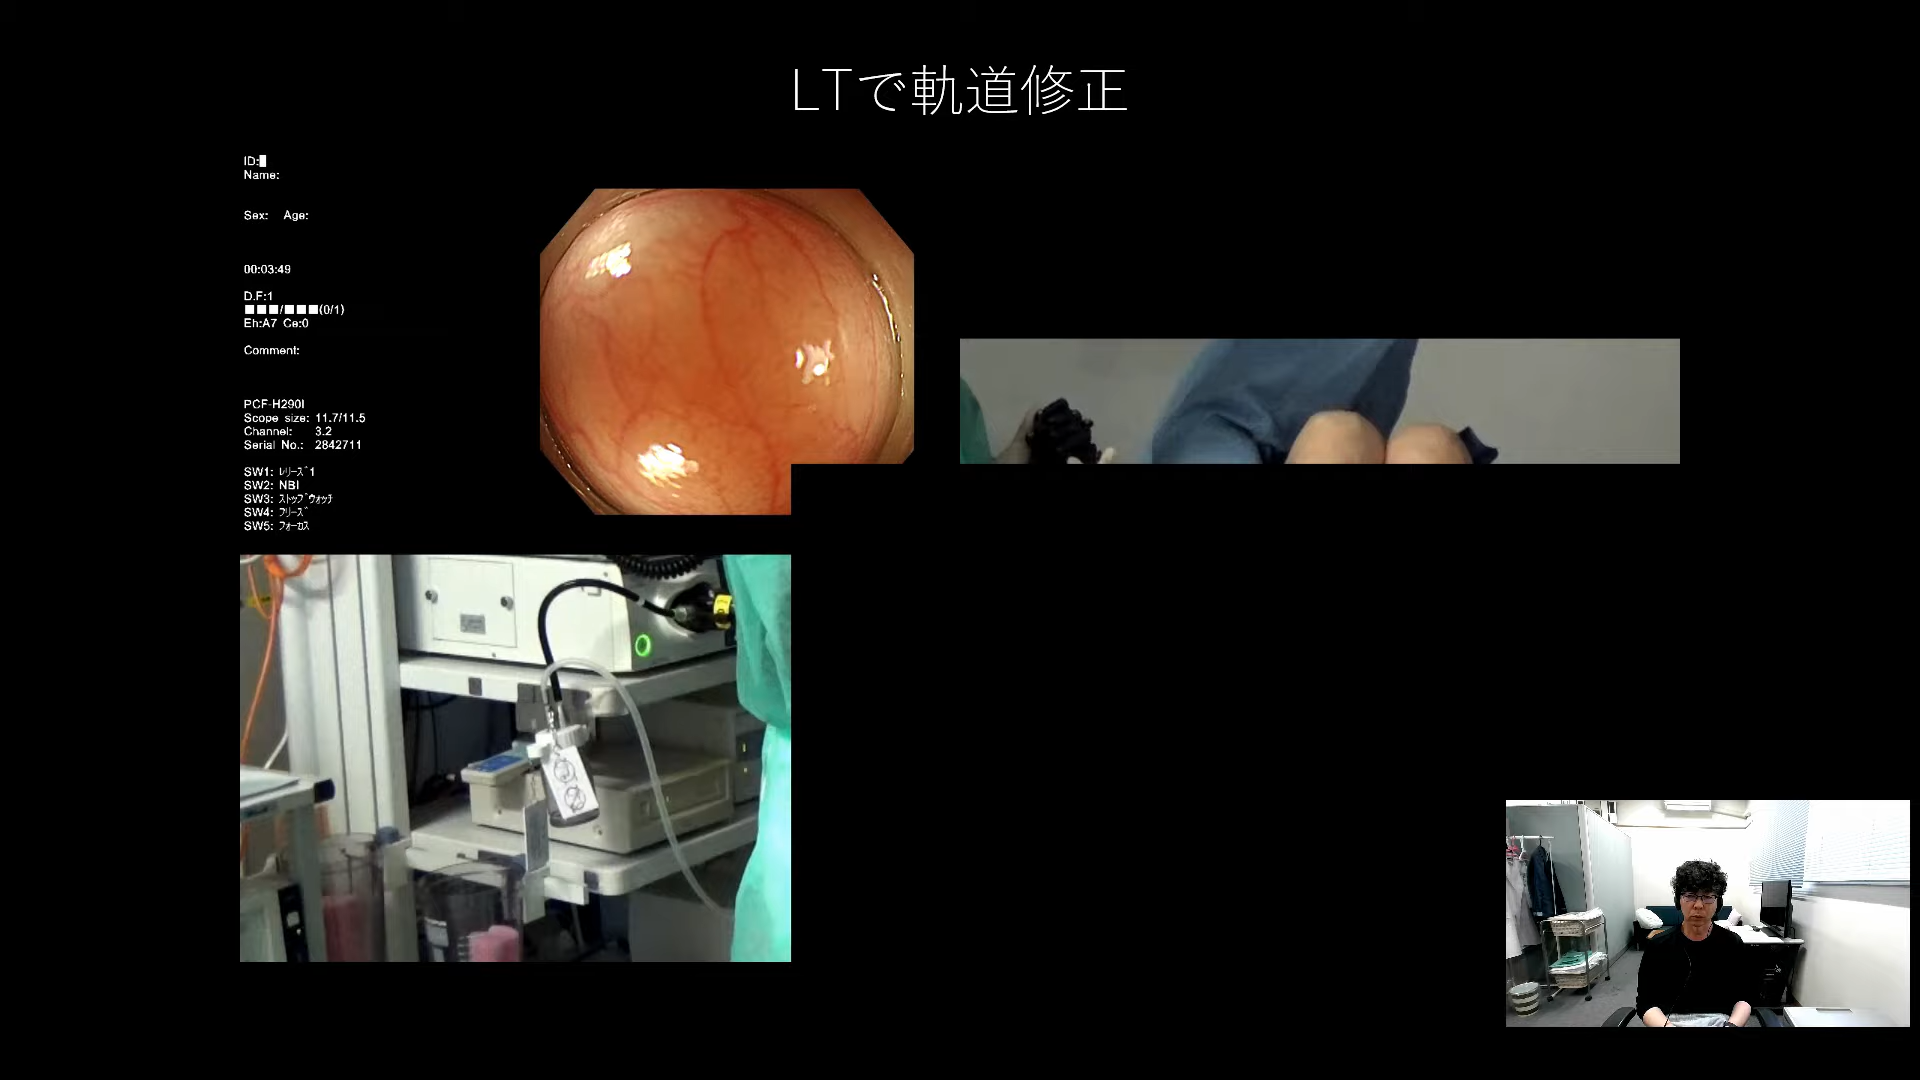 LTで軌道修正
ID:
Name:
Sex: Age:
00:03:49
D.F:1
■■■/■■■(0/1)
Eh:A7 Ce:0
Comment:
PCF-H290I
Scope size: 11.7/11.5
Channel: 3.2
Serial No.: 2842711
SW1: ﾚﾘｰｽﾞ1
SW2: NBI
SW3: ｽﾄｯﾌﾟｳｫｯﾁ
SW4: ﾌﾘｰｽﾞ
SW5: ﾌｫｰｶｽ